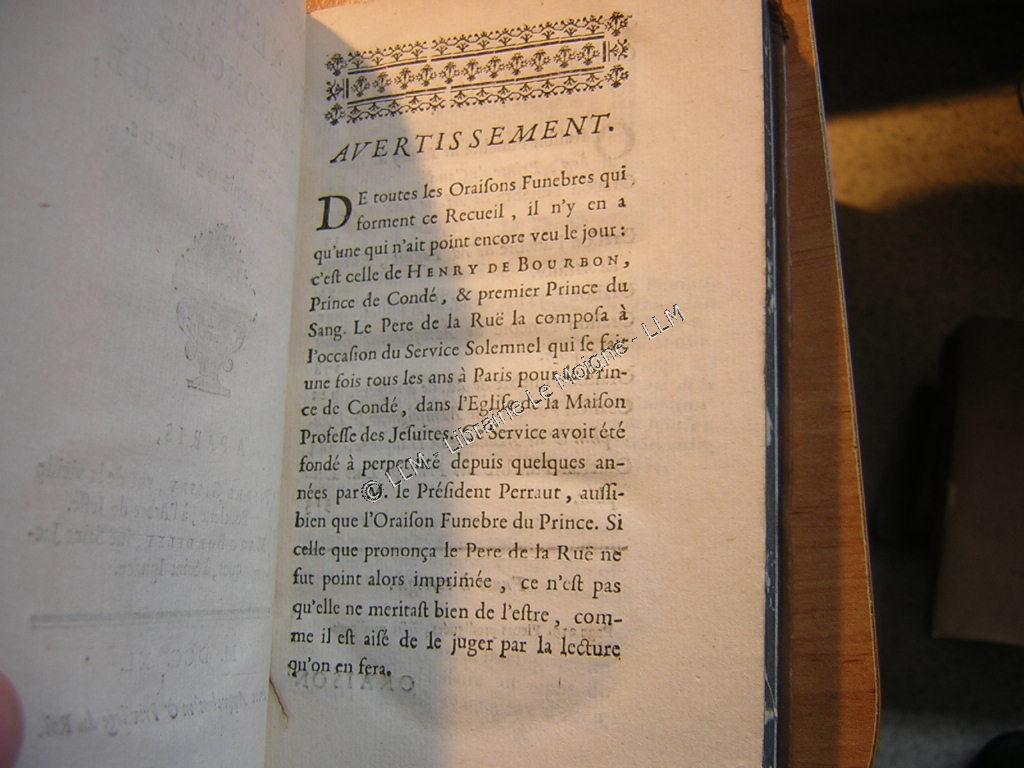 AVERTISSEMENT.
DE toutes les Oraiſons Funebres qui
forment ce Recueil, il n'y en a
qu'une qui n'ait point encore veu le jour:
c'eſt celle de HENRY DE BOURBON,
Prince de Condé, & premier Prince du
Sang. Le Pere de la Ruë la compoſa à
l'occaſion du Service Solemnel qui ſe fait
une fois tous les ans à Paris pour le Prin-
ce de Condé, dans l'Egliſe de la Maiſon
Profeſſe des Jeſuites. Ce Service avoit été
fondé à perpetuité depuis quelques an-
nées par M. le Préſident Perraut, auſſi-
bien que l'Oraiſon Funebre du Prince. Si
celle que prononça le Pere de la Ruë ne
fut point alors imprimée, ce n'eſt pas
qu'elle ne meritaſt bien de l'eſtre, com-
me il eſt aiſé de le juger par la lecture
qu'on en fera.
ORAISON
© LLM - Librairie Le Moigne - LLM
A PARIS,
M. DCC. XL.